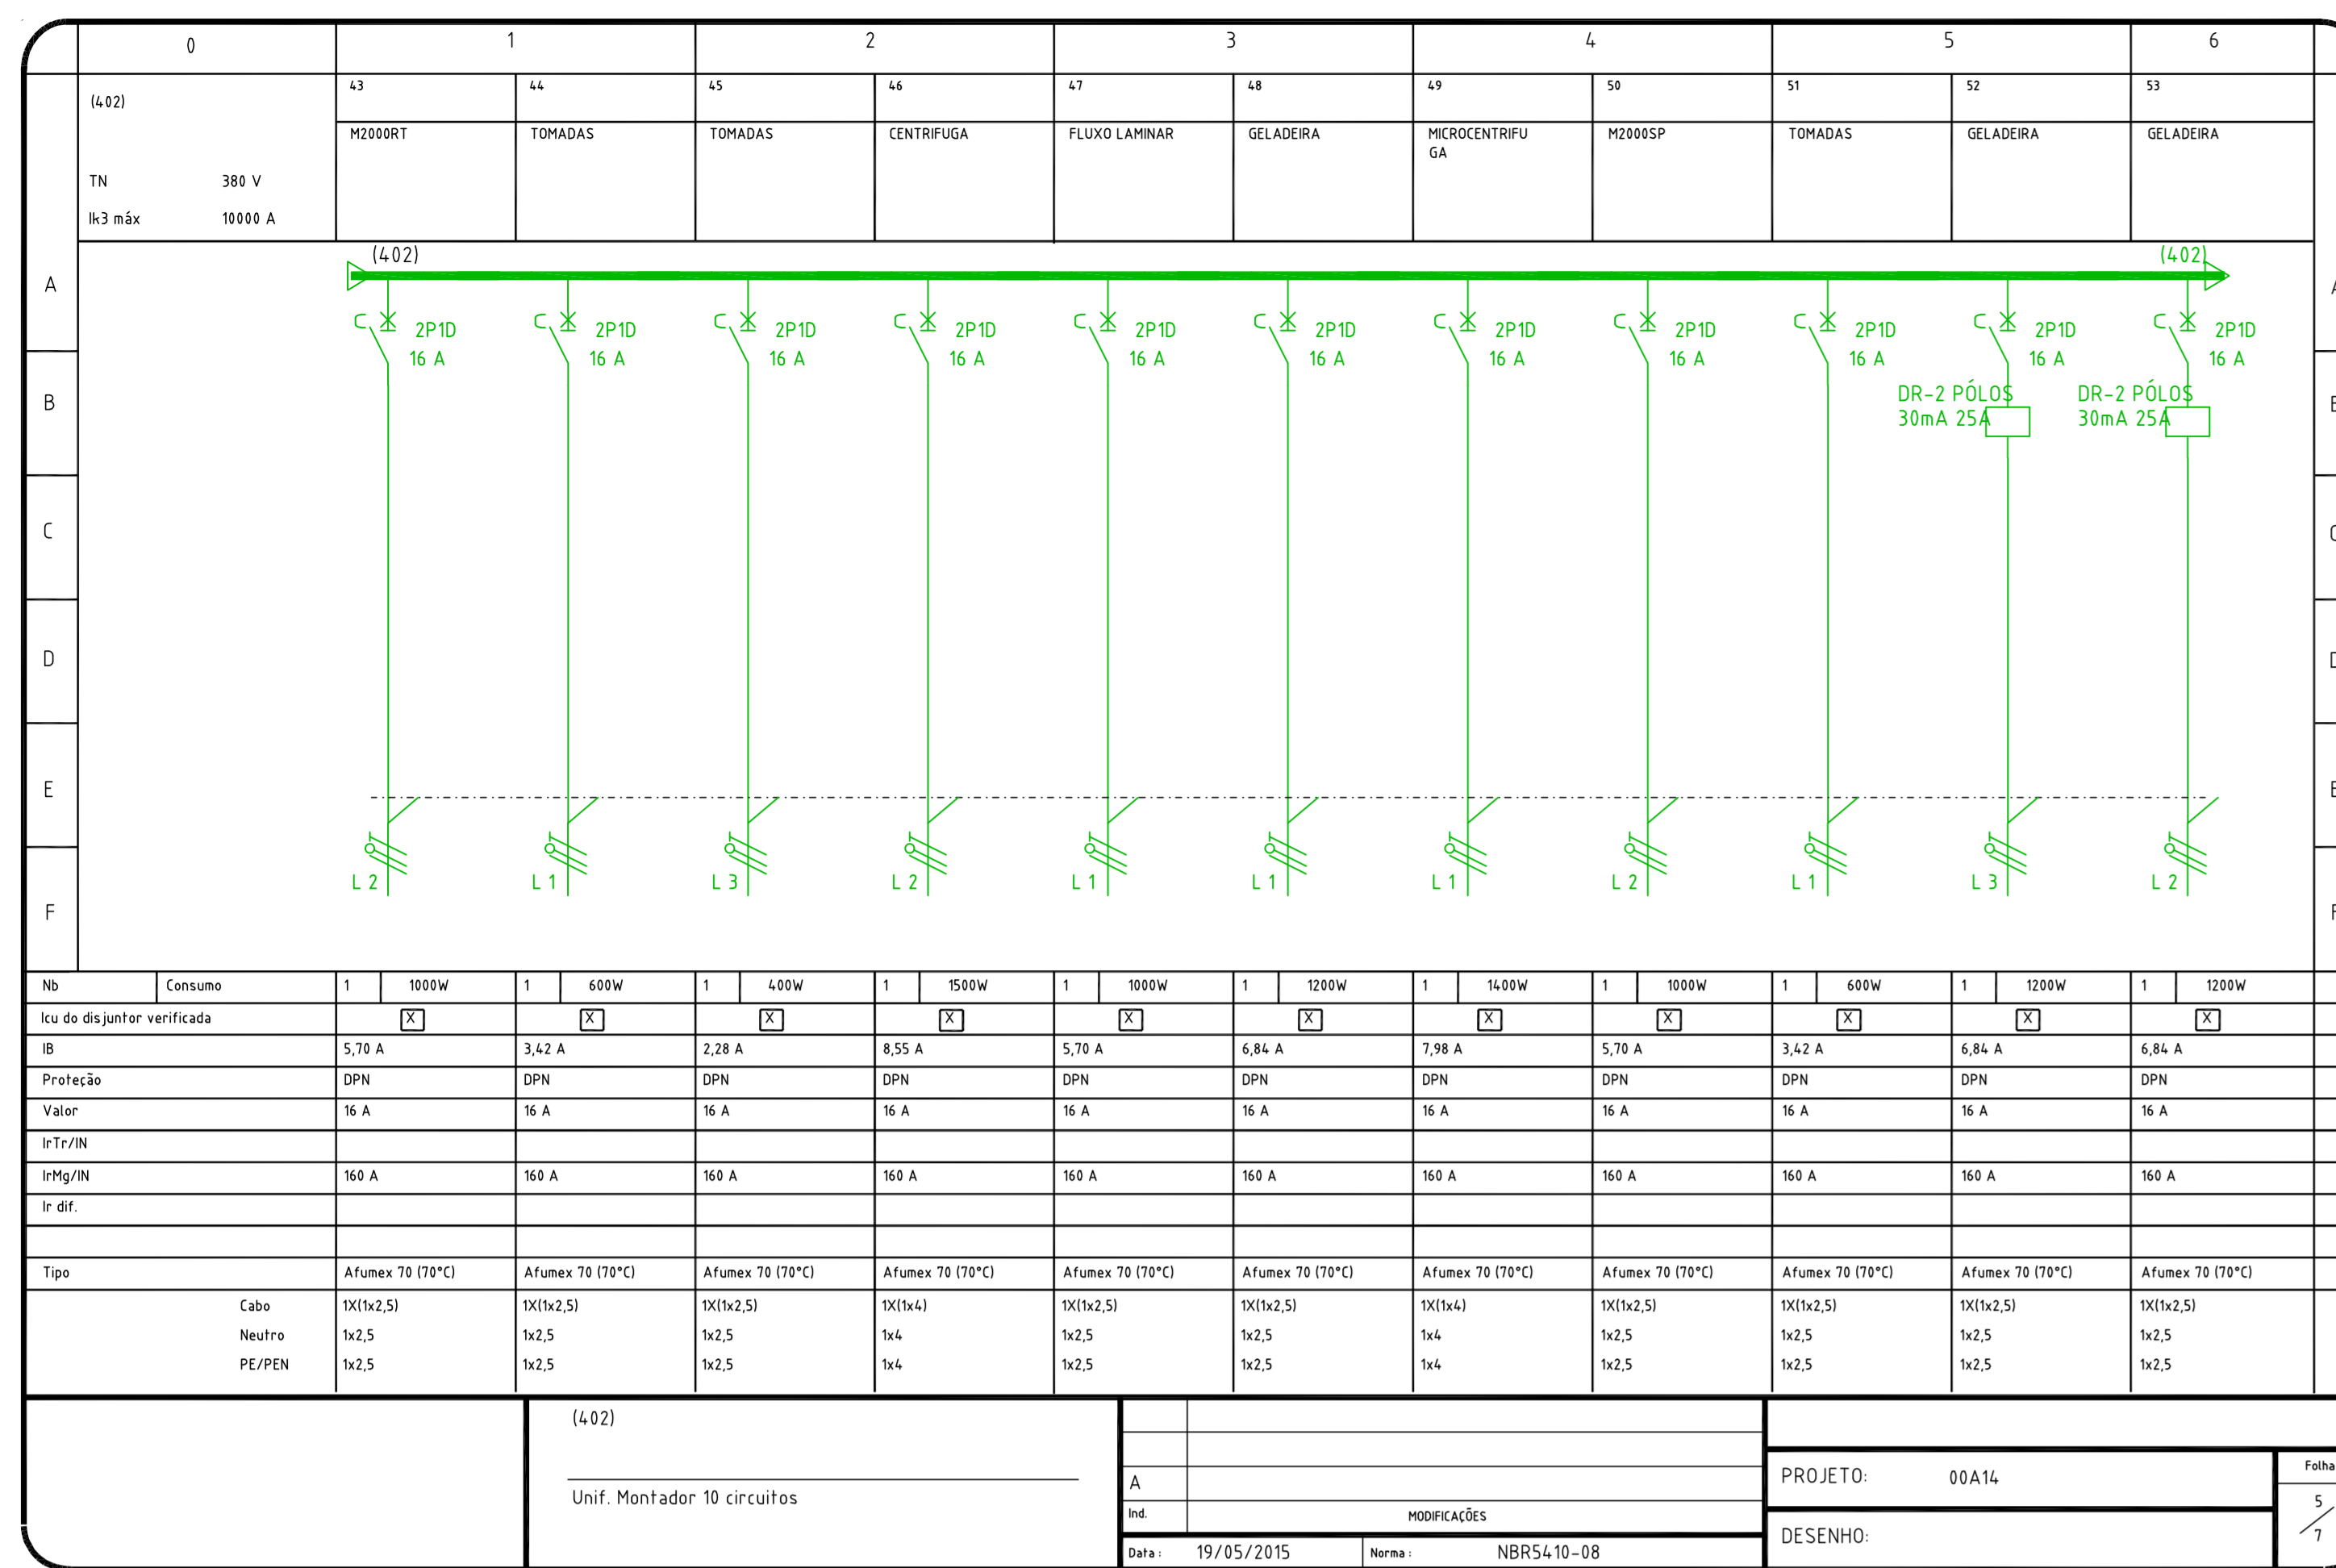 0 1 2 3 4 5 6
43 44 45 46 47 48 49 50 51 52 53
(402)
M2000RT TOMADAS TOMADAS CENTRIFUGA FLUXO LAMINAR GELADEIRA MICROCENTRIFU M2000SP TOMADAS GELADEIRA GELADEIRA
GA
TN 380 V
Ik3 máx 10000 A
(402) (402)
A
C 2P1D C 2P1D C 2P1D C 2P1D C 2P1D C 2P1D C 2P1D C 2P1D C 2P1D C 2P1D C 2P1D
16 A 16 A 16 A 16 A 16 A 16 A 16 A 16 A 16 A 16 A 16 A
B DR-2 PÓLOS DR-2 PÓLOS
30mA 25A 30mA 25A
C
D
E
L 2 L 1 L 3 L 2 L 1 L 1 L 1 L 2 L 1 L 3 L 2
F
Nb Consumo 1 1000W 1 600W 1 400W 1 1500W 1 1000W 1 1200W 1 1400W 1 1000W 1 600W 1 1200W 1 1200W
Icu do disjuntor verificada X X X X X X X X X X X
IB 5,70 A 3,42 A 2,28 A 8,55 A 5,70 A 6,84 A 7,98 A 5,70 A 3,42 A 6,84 A 6,84 A
Proteção DPN DPN DPN DPN DPN DPN DPN DPN DPN DPN DPN
Valor 16 A 16 A 16 A 16 A 16 A 16 A 16 A 16 A 16 A 16 A 16 A
IrTr/IN
IrMg/IN 160 A 160 A 160 A 160 A 160 A 160 A 160 A 160 A 160 A 160 A 160 A
Ir dif.
Tipo Afumex 70 (70°C) Afumex 70 (70°C) Afumex 70 (70°C) Afumex 70 (70°C) Afumex 70 (70°C) Afumex 70 (70°C) Afumex 70 (70°C) Afumex 70 (70°C) Afumex 70 (70°C) Afumex 70 (70°C) Afumex 70 (70°C)
Cabo 1X(1x2,5) 1X(1x2,5) 1X(1x2,5) 1X(1x4) 1X(1x2,5) 1X(1x2,5) 1X(1x4) 1X(1x2,5) 1X(1x2,5) 1X(1x2,5) 1X(1x2,5)
Neutro 1x2,5 1x2,5 1x2,5 1x4 1x2,5 1x2,5 1x4 1x2,5 1x2,5 1x2,5 1x2,5
PE/PEN 1x2,5 1x2,5 1x2,5 1x4 1x2,5 1x2,5 1x4 1x2,5 1x2,5 1x2,5 1x2,5
(402)
Unif. Montador 10 circuitos
A
Ind. MODIFICAÇÕES
Data : 19/05/2015 Norma : NBR5410-08
PROJETO: 00A14
DESENHO:
Folha
5/7